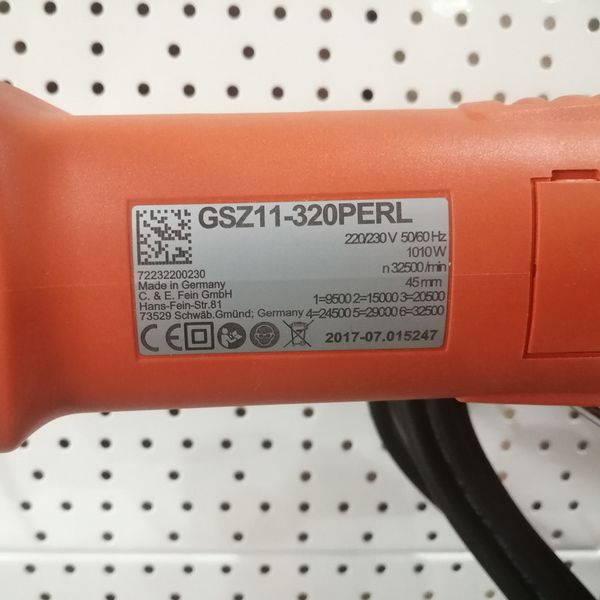 GSZ11-320PERL
220/230 V 50/60 Hz
1010 W
n 32500 /min
45 mm
1=9500 2=15000 3=20500
4=24500 5=29000 6=32500
72232200230
Made in Germany
C. & E. Fein GmbH
Hans-Fein-Str.81
73529 Schwäb.Gmünd; Germany
CE
2017-07.015247